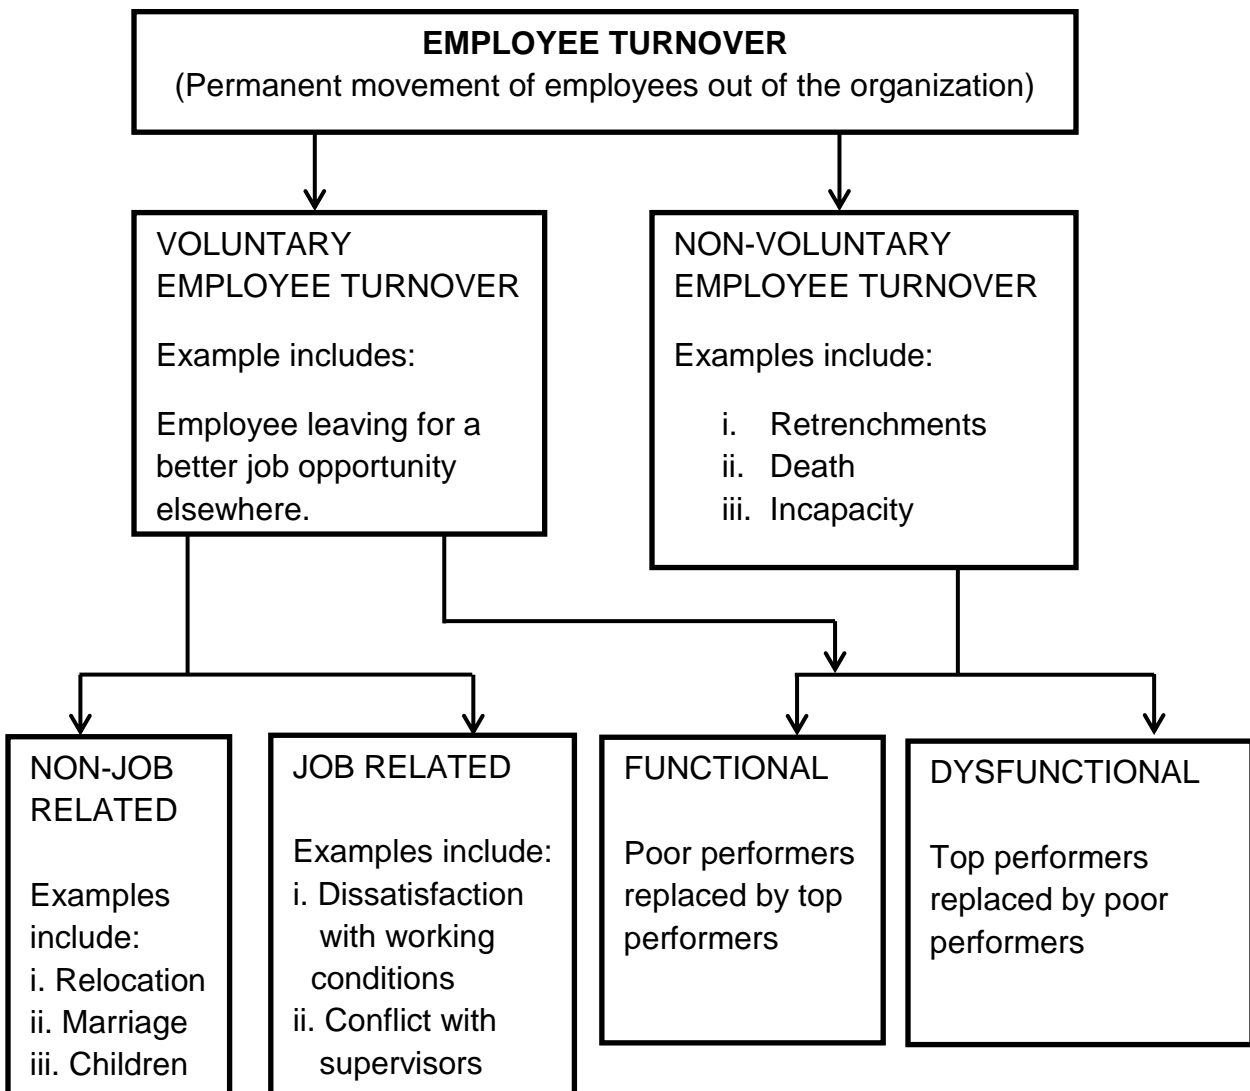 EMPLOYEE TURNOVER
(Permanent movement of employees out of the organization)
VOLUNTARY
EMPLOYEE TURNOVER
Example includes:
Employee leaving for a
better job opportunity
elsewhere.
NON-VOLUNTARY
EMPLOYEE TURNOVER
Examples include:
i. Retrenchments
ii. Death
iii. Incapacity
NON-JOB
RELATED
Examples
include:
i. Relocation
ii. Marriage
iii. Children
JOB RELATED
Examples include:
i. Dissatisfaction
with working
conditions
ii. Conflict with
supervisors
FUNCTIONAL
Poor performers
replaced by top
performers
DYSFUNCTIONAL
Top performers
replaced by poor
performers